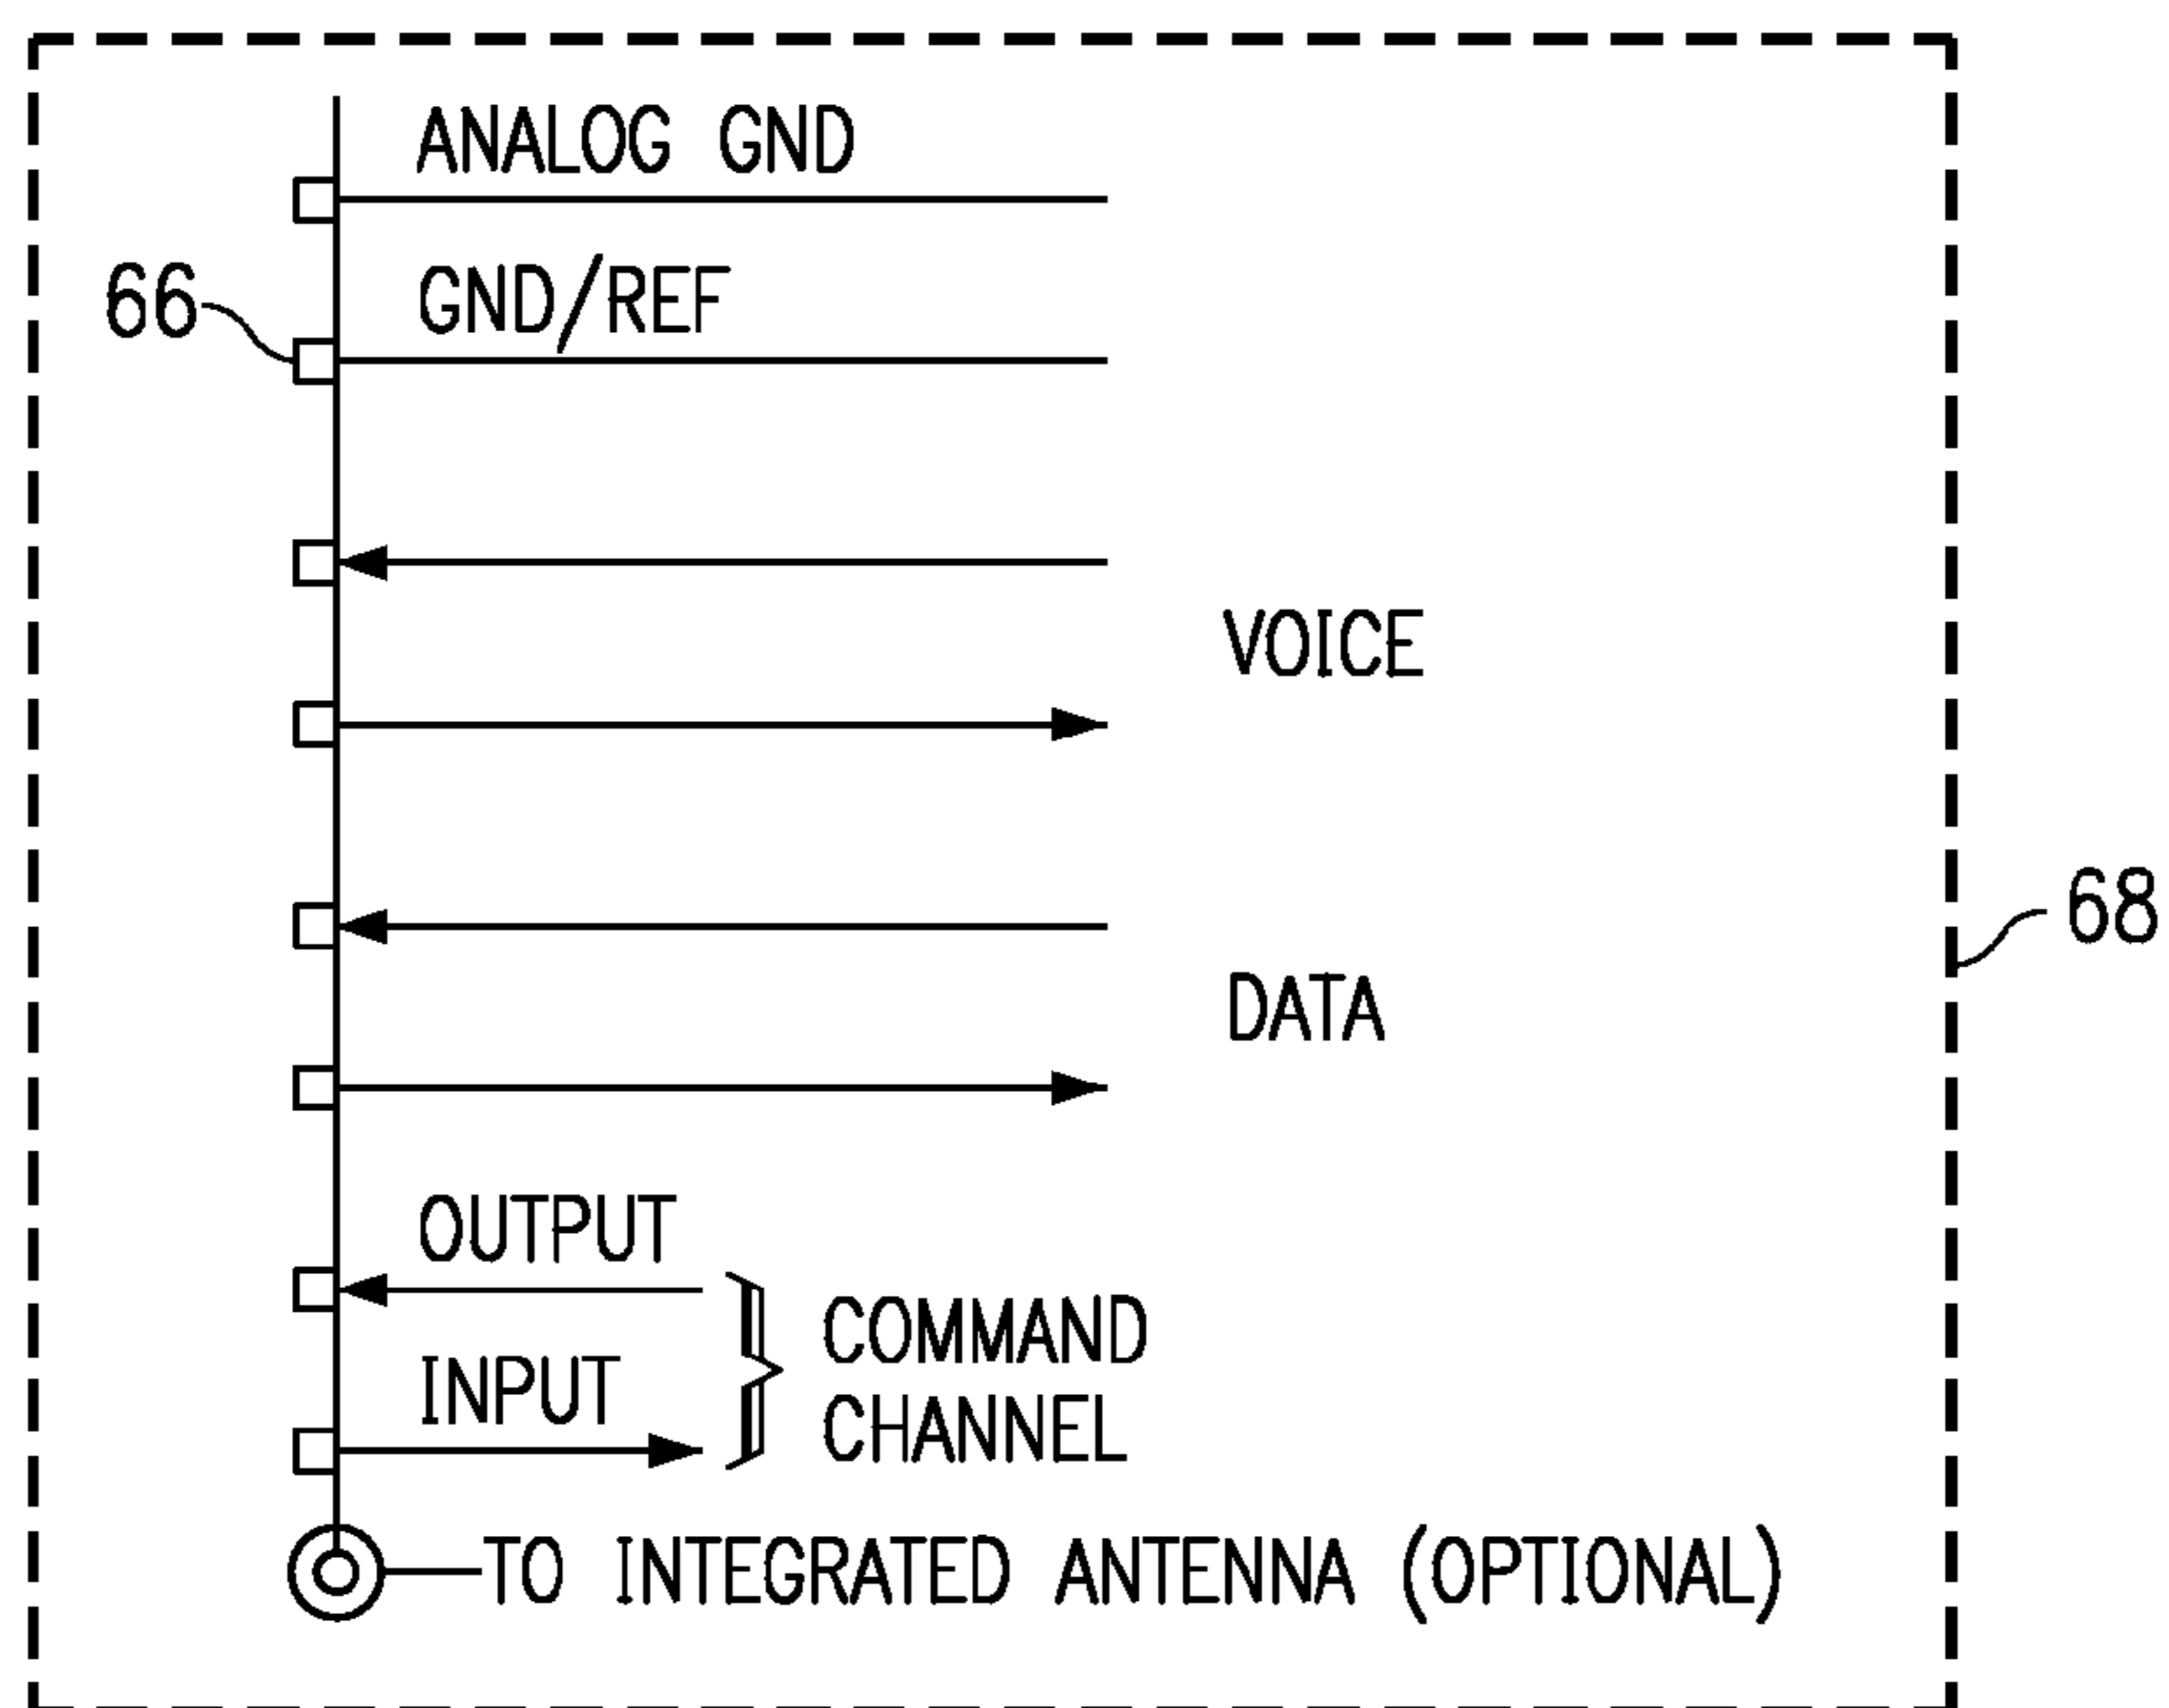 ANALOG GND
66
GND/REF
VOICE
68
DATA
OUTPUT
COMMAND
INPUT
CHANNEL
TO INTEGRATED ANTENNA (OPTIONAL)